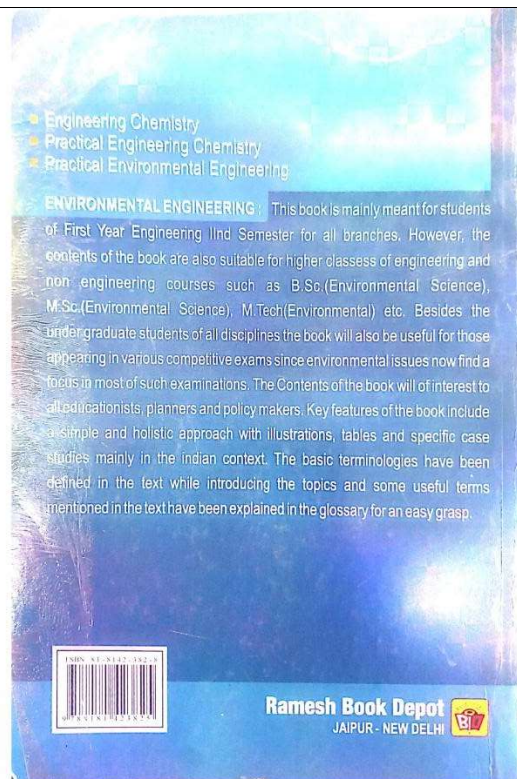 Engineering Chemistry
Practical Engineering Chemistry
Practical Environmental Engineering
ENVIRONMENTAL ENGINEERING : This book is mainly meant for students
of First Year Engineering IInd Semester for all branches. However, the
contents of the book are also suitable for higher classess of engineering and
non engineering courses such as B.Sc.(Environmental Science),
M.Sc.(Environmental Science), M.Tech(Environmental) etc. Besides the
under graduate students of all disciplines the book will also be useful for those
appearing in various competitive exams since environmental issues now find a
focus in most of such examinations. The Contents of the book will of interest to
all educationists, planners and policy makers. Key features of the book include
a simple and holistic approach with illustrations, tables and specific case
studies mainly in the indian context. The basic terminologies have been
defined in the text while introducing the topics and some useful terms
mentioned in the text have been explained in the glossary for an easy grasp.
ISBN 81-8142-382-8
Ramesh Book Depot
JAIPUR - NEW DELHI